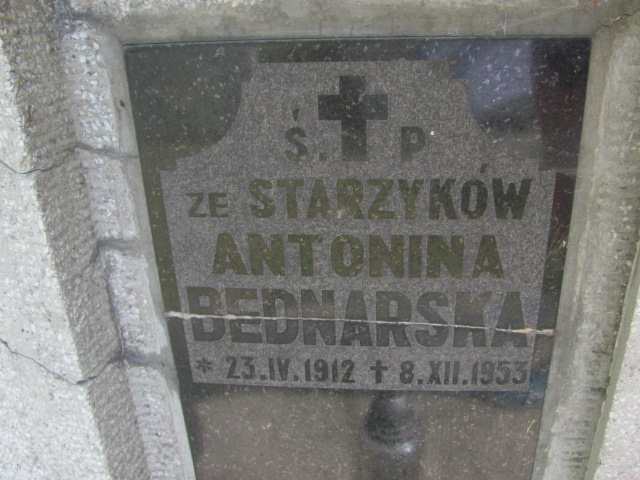 Ś. P
ZE STARZYKÓW
ANTONINA
BEDNARSKA
* 23.IV.1912 + 8.XII.1953